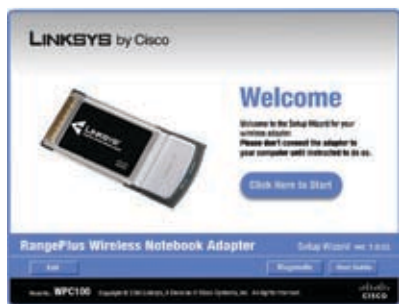 LINKSYS by Cisco
LINKSYS
Welcome
Welcome to the Setup Wizard for your
wireless adapter.
Please don't connect the adapter to
your computer until instructed to do so.
Click Here to Start
RangePlus Wireless Notebook Adapter
Setup Wizard
Exit
User Guide
WPC100
CISCO